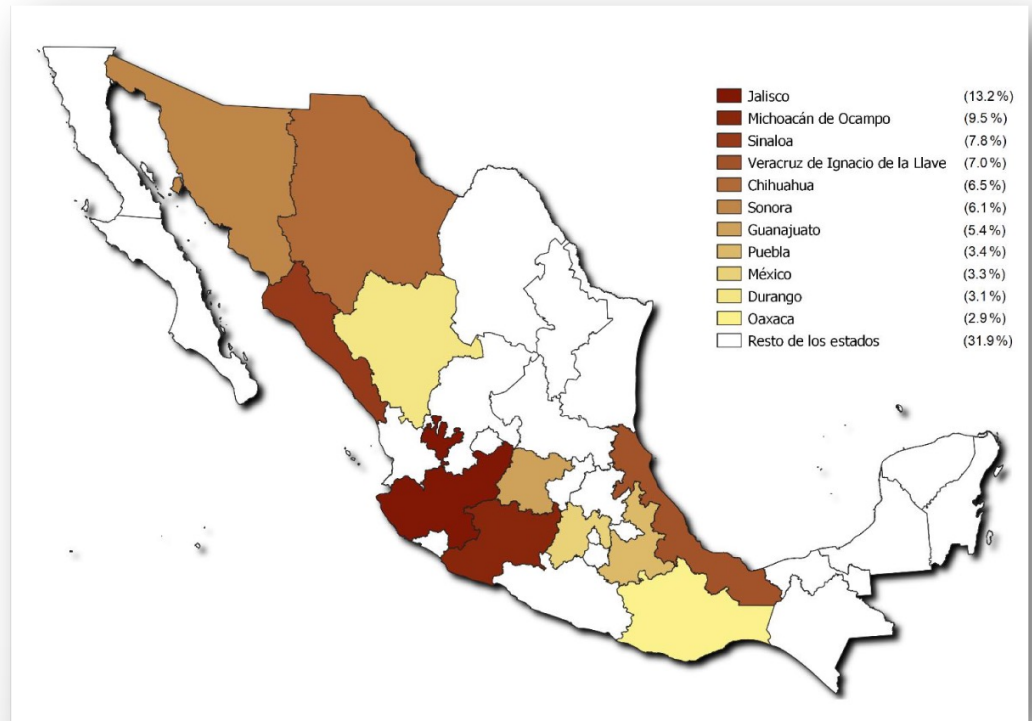 Jalisco (13.2%)
Michoacán de Ocampo (9.5 %)
Sinaloa (7.8 %)
Veracruz de Ignacio de la Llave (7.0 %)
Chihuahua (6.5 %)
Sonora (6.1 %)
Guanajuato (5.4 %)
Puebla (3.4 %)
México (3.3 %)
Durango (3.1 %)
Oaxaca (2.9 %)
Resto de los estados (31.9 %)